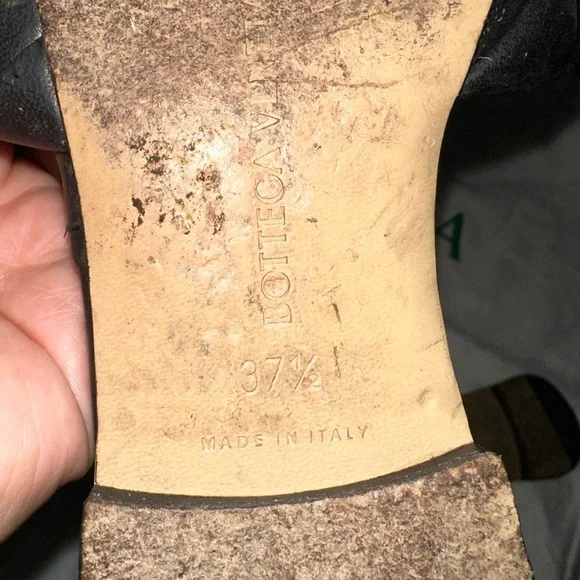 BOTTEGA VENETA
37½
MADE IN ITALY
A